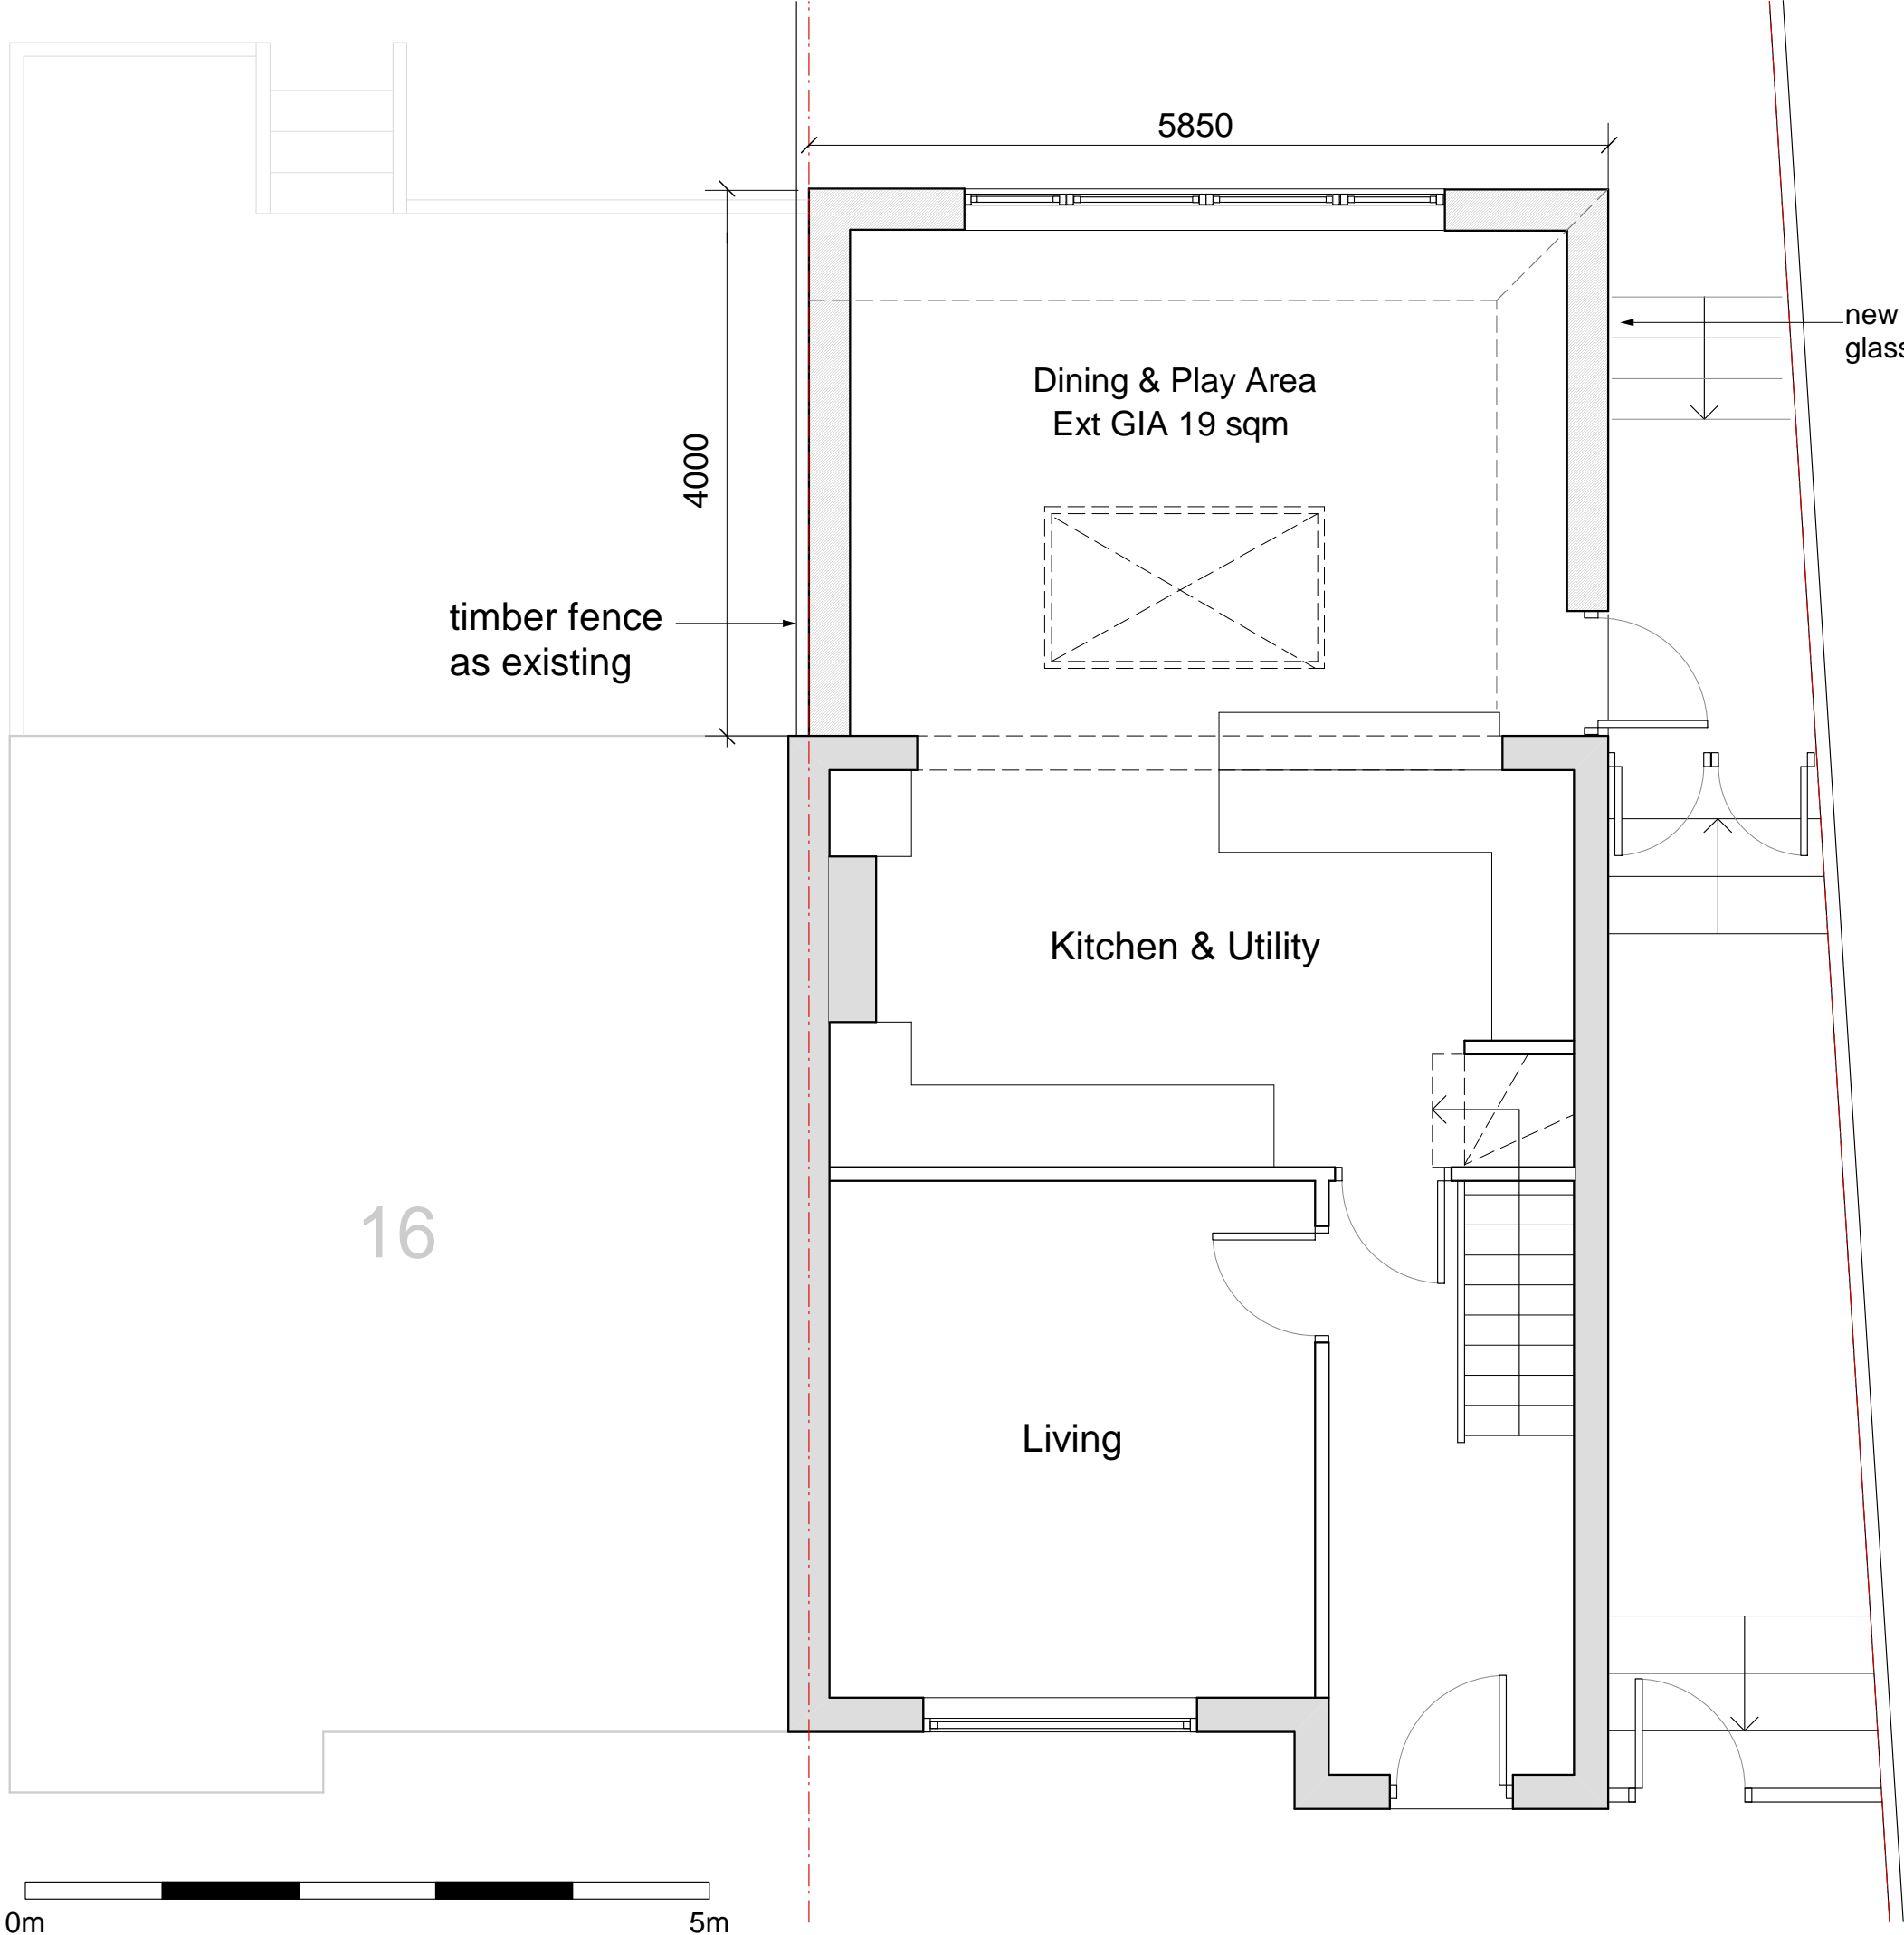 5850
new
glass
Dining & Play Area
Ext GIA 19 sqm
4000
timber fence
as existing
Kitchen & Utility
16
Living
0m
5m